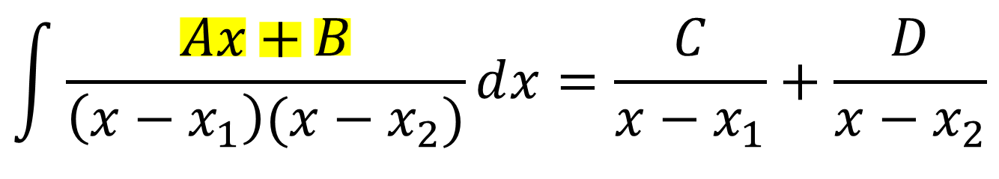 ∫ (Ax + B)/((x − x₁)(x − x₂)) dx = C/(x − x₁) + D/(x − x₂)